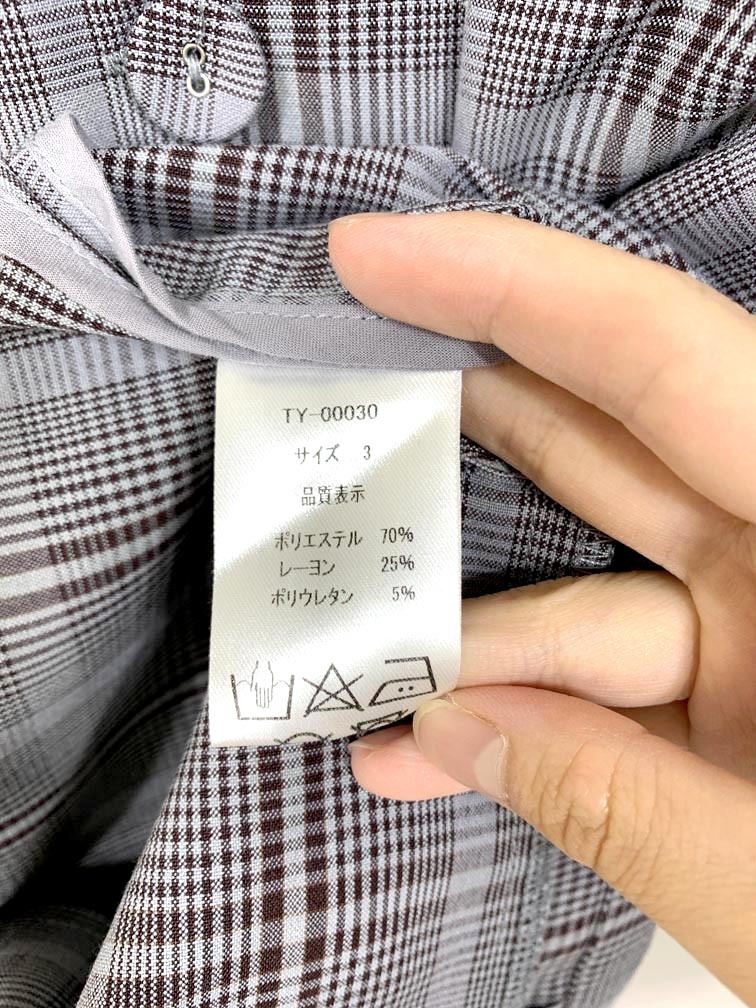 TY-00030
サイズ 3
品質表示
ポリエステル 70%
レーヨン 25%
ポリウレタン 5%